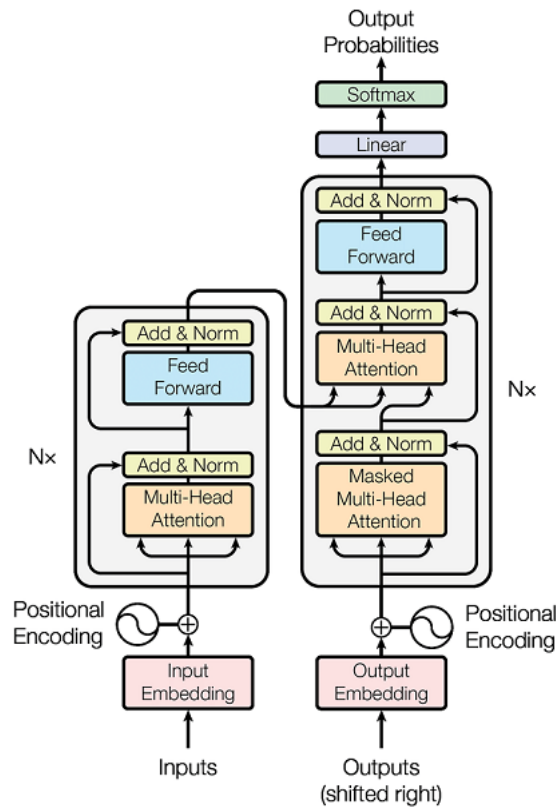 Output
Probabilities
Softmax
Linear
Add & Norm
Feed
Forward
Add & Norm
Multi-Head
Attention
Add & Norm
Masked
Multi-Head
Attention
N×
Positional
Encoding
Output
Embedding
Outputs
(shifted right)
Add & Norm
Feed
Forward
Add & Norm
Multi-Head
Attention
N×
Positional
Encoding
Input
Embedding
Inputs